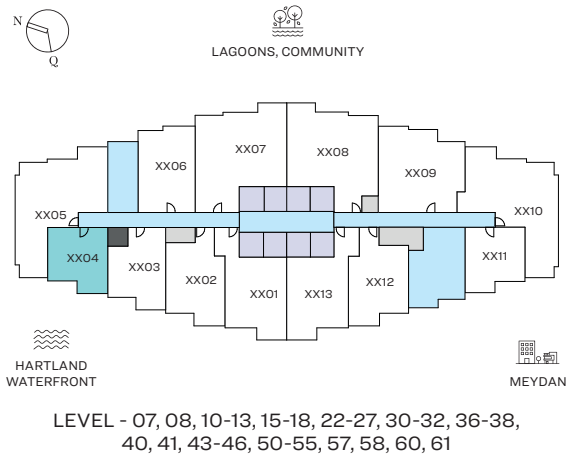 N
Q
LAGOONS, COMMUNITY
XX07
XX08
XX06
XX09
XX05
XX10
XX04
XX03
XX11
XX02
XX12
XX01
XX13
HARTLAND
WATERFRONT
MEYDAN
LEVEL - 07, 08, 10-13, 15-18, 22-27, 30-32, 36-38,
40, 41, 43-46, 50-55, 57, 58, 60, 61